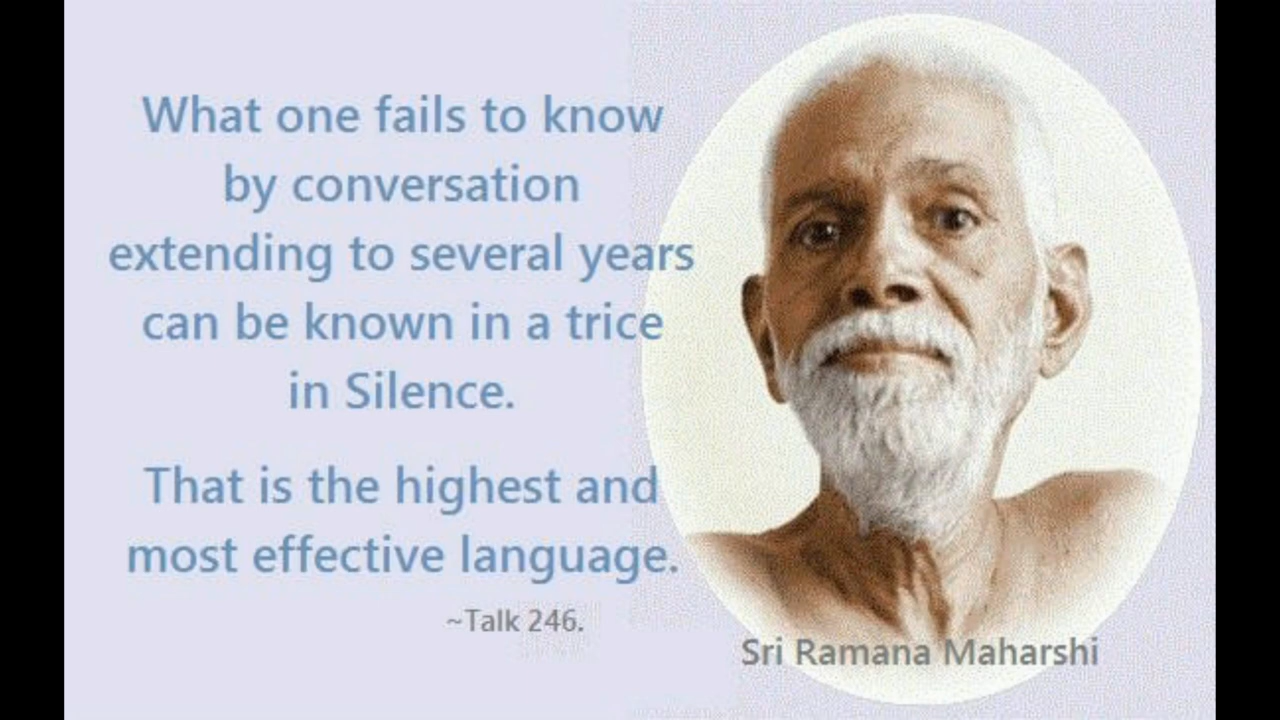 What one fails to know
by conversation
extending to several years
can be known in a trice
in Silence.
That is the highest and
most effective language.
~Talk 246.
Sri Ramana Maharshi